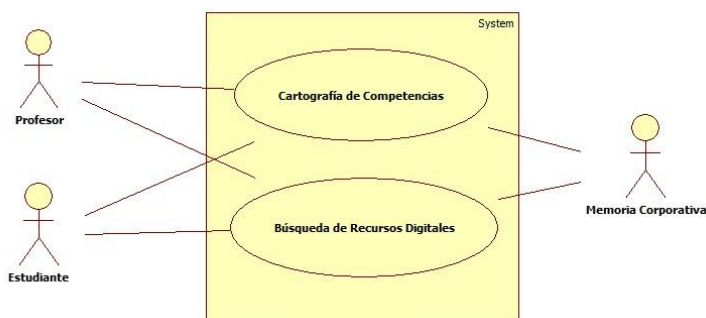 System
Profesor
Cartografía de Competencias
Memoria Corporativa
Búsqueda de Recursos Digitales
Estudiante